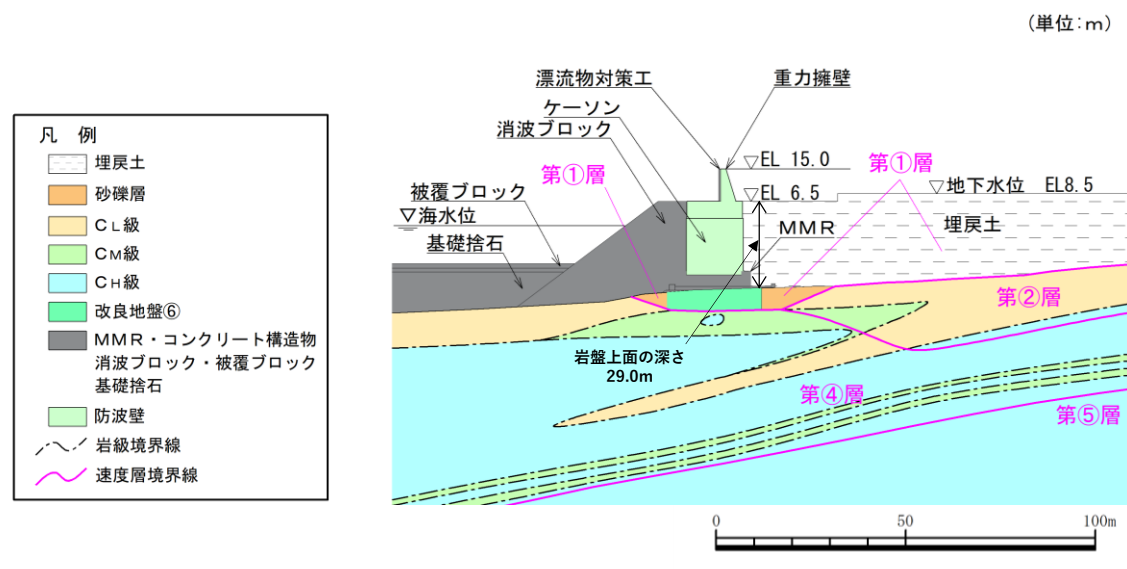 (単位:m)
漂流物対策工
重力擁壁
ケーソン
消波ブロック
第①層
EL 15.0
第①層
被覆ブロック
EL 6.5
地下水位 EL8.5
海水位
MMR
埋戻土
基礎捨石
第②層
岩盤上面の深さ
29.0m
第④層
第⑤層
0 50 100m
凡 例
埋戻土
砂礫層
CL級
CM級
CH級
改良地盤⑥
MMR・コンクリート構造物
消波ブロック・被覆ブロック
基礎捨石
防波壁
岩級境界線
速度層境界線